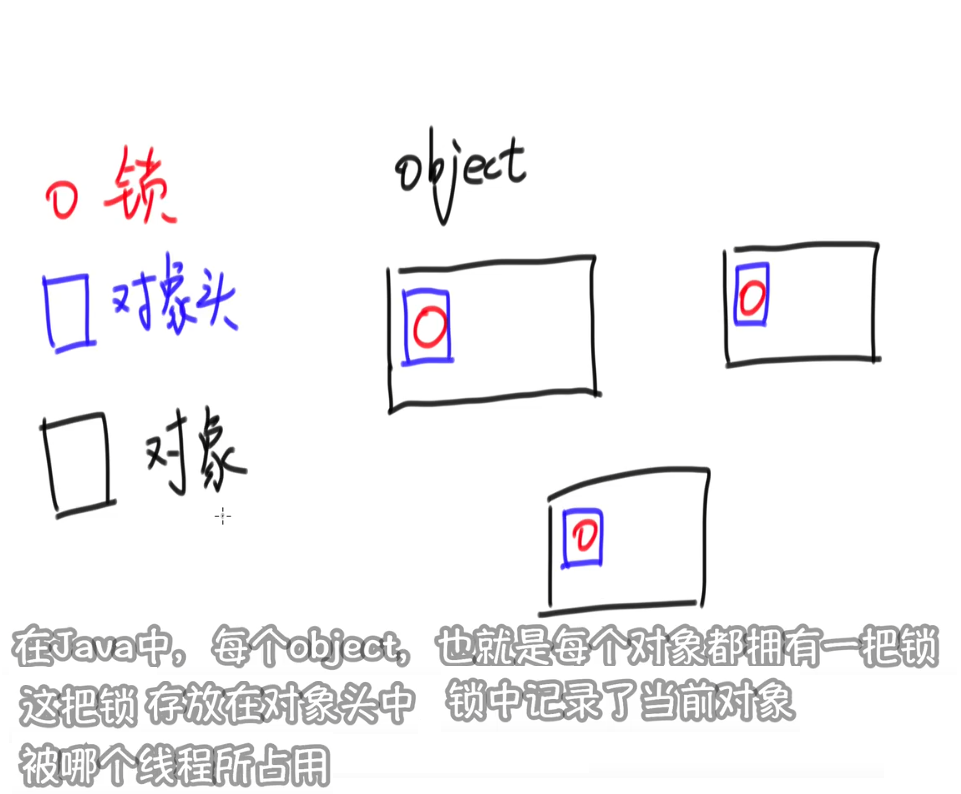 锁
object
对象头
对象
在Java中， 每个object， 也就是每个对象都拥有一把锁
这把锁 存放在对象头中 锁中记录了当前对象
被哪个线程所占用